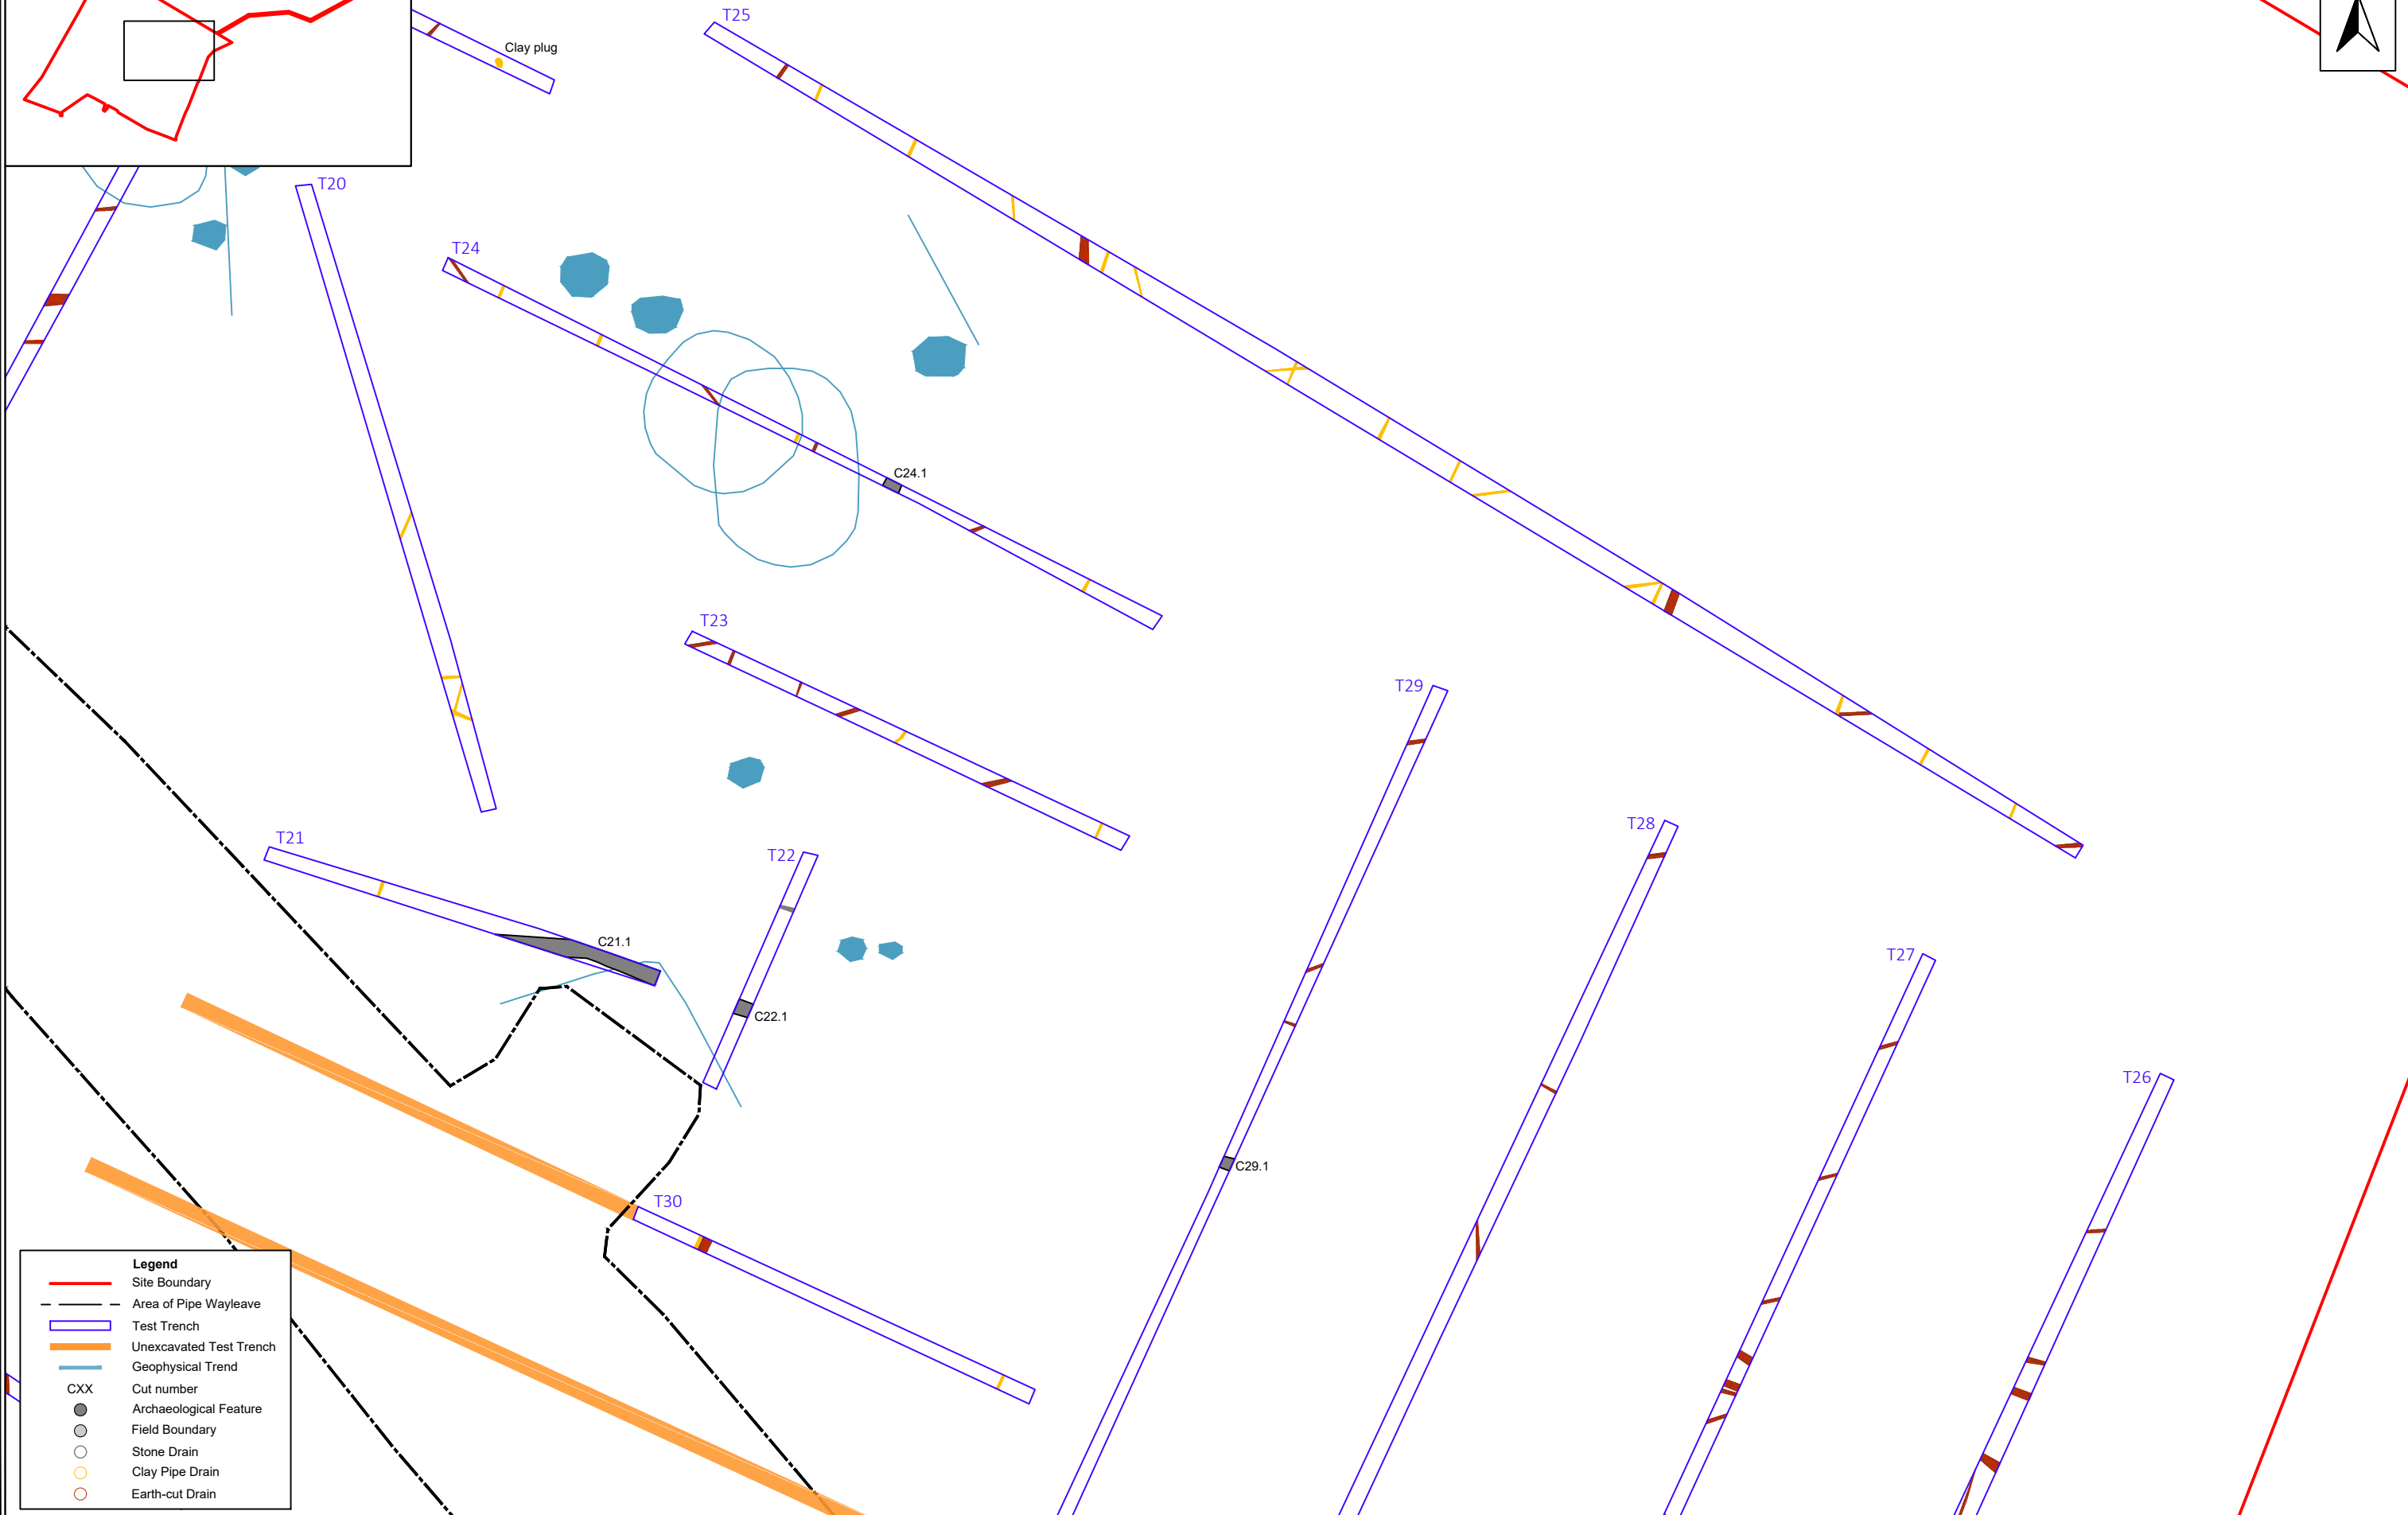 T25
Clay plug
T20
T24
C24.1
T23
T29
T28
T21
T22
C21.1
T27
C22.1
T26
C29.1
T30
Legend
Site Boundary
Area of Pipe Wayleave
Test Trench
Unexcavated Test Trench
Geophysical Trend
CXX Cut number
Archaeological Feature
Field Boundary
Stone Drain
Clay Pipe Drain
Earth-cut Drain